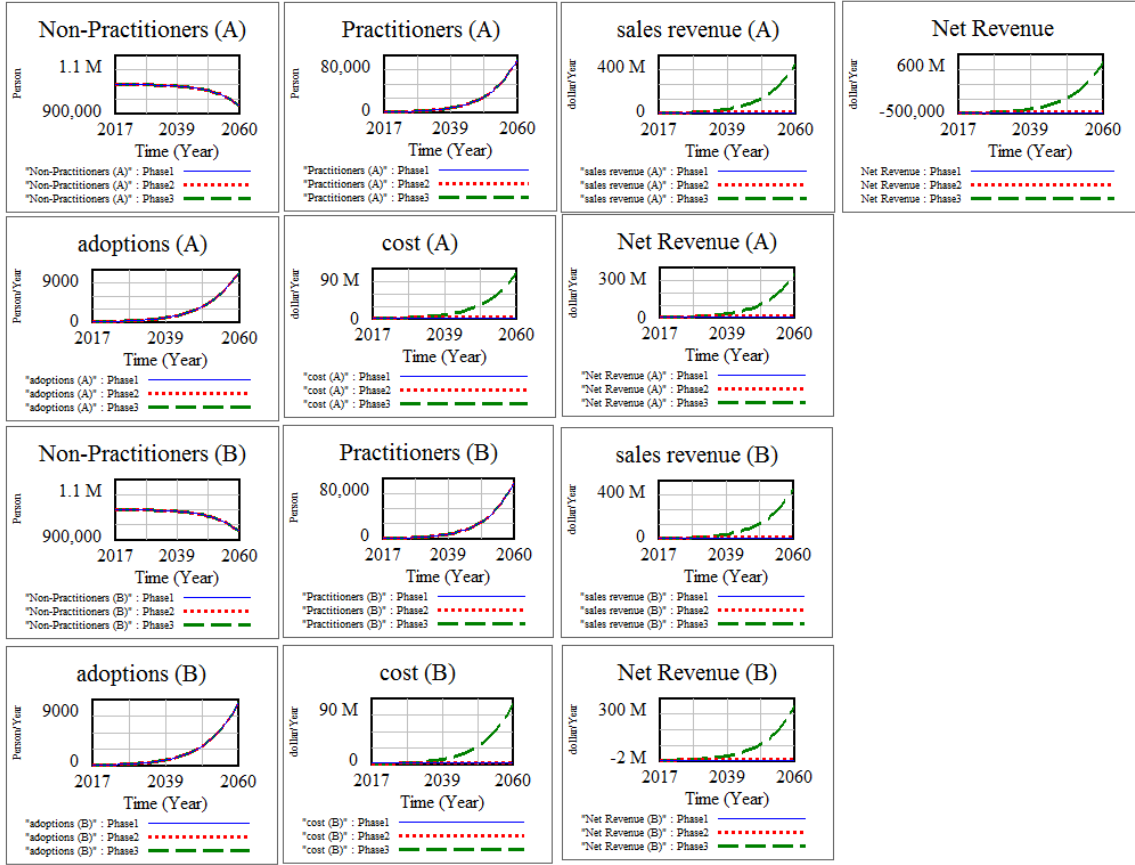 Non-Practitioners (A)
Person
1.1 M
900,000
2017 2039 2060
Time (Year)
"Non-Practitioners (A)" : Phase1
"Non-Practitioners (A)" : Phase2
"Non-Practitioners (A)" : Phase3
Practitioners (A)
Person
80,000
0
2017 2039 2060
Time (Year)
"Practitioners (A)" : Phase1
"Practitioners (A)" : Phase2
"Practitioners (A)" : Phase3
sales revenue (A)
dollar/Year
400 M
0
2017 2039 2060
Time (Year)
"sales revenue (A)" : Phase1
"sales revenue (A)" : Phase2
"sales revenue (A)" : Phase3
Net Revenue
dollar/Year
600 M
-500,000
2017 2039 2060
Time (Year)
Net Revenue : Phase1
Net Revenue : Phase2
Net Revenue : Phase3
adoptions (A)
Person/Year
9000
0
2017 2039 2060
Time (Year)
"adoptions (A)" : Phase1
"adoptions (A)" : Phase2
"adoptions (A)" : Phase3
cost (A)
dollar/Year
90 M
0
2017 2039 2060
Time (Year)
"cost (A)" : Phase1
"cost (A)" : Phase2
"cost (A)" : Phase3
Net Revenue (A)
dollar/Year
300 M
0
2017 2039 2060
Time (Year)
"Net Revenue (A)" : Phase1
"Net Revenue (A)" : Phase2
"Net Revenue (A)" : Phase3
Non-Practitioners (B)
Person
1.1 M
900,000
2017 2039 2060
Time (Year)
"Non-Practitioners (B)" : Phase1
"Non-Practitioners (B)" : Phase2
"Non-Practitioners (B)" : Phase3
Practitioners (B)
Person
80,000
0
2017 2039 2060
Time (Year)
"Practitioners (B)" : Phase1
"Practitioners (B)" : Phase2
"Practitioners (B)" : Phase3
sales revenue (B)
dollar/Year
400 M
0
2017 2039 2060
Time (Year)
"sales revenue (B)" : Phase1
"sales revenue (B)" : Phase2
"sales revenue (B)" : Phase3
adoptions (B)
Person/Year
9000
0
2017 2039 2060
Time (Year)
"adoptions (B)" : Phase1
"adoptions (B)" : Phase2
"adoptions (B)" : Phase3
cost (B)
dollar/Year
90 M
0
2017 2039 2060
Time (Year)
"cost (B)" : Phase1
"cost (B)" : Phase2
"cost (B)" : Phase3
Net Revenue (B)
dollar/Year
300 M
-2 M
2017 2039 2060
Time (Year)
"Net Revenue (B)" : Phase1
"Net Revenue (B)" : Phase2
"Net Revenue (B)" : Phase3